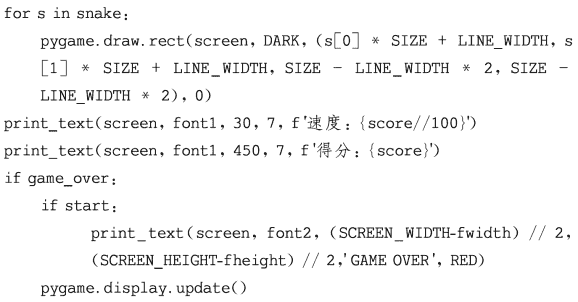 for s in snake:
pygame.draw.rect(screen, DARK, (s[0] * SIZE + LINE_WIDTH, s
[1] * SIZE + LINE_WIDTH, SIZE - LINE_WIDTH * 2, SIZE -
LINE_WIDTH * 2), 0)
print_text(screen, font1, 30, 7, f'速度：{score//100}')
print_text(screen, font1, 450, 7, f'得分：{score}')
if game_over:
if start:
print_text(screen, font2, (SCREEN_WIDTH-fwidth) // 2,
(SCREEN_HEIGHT-fheight) // 2,'GAME OVER', RED)
pygame.display.update()